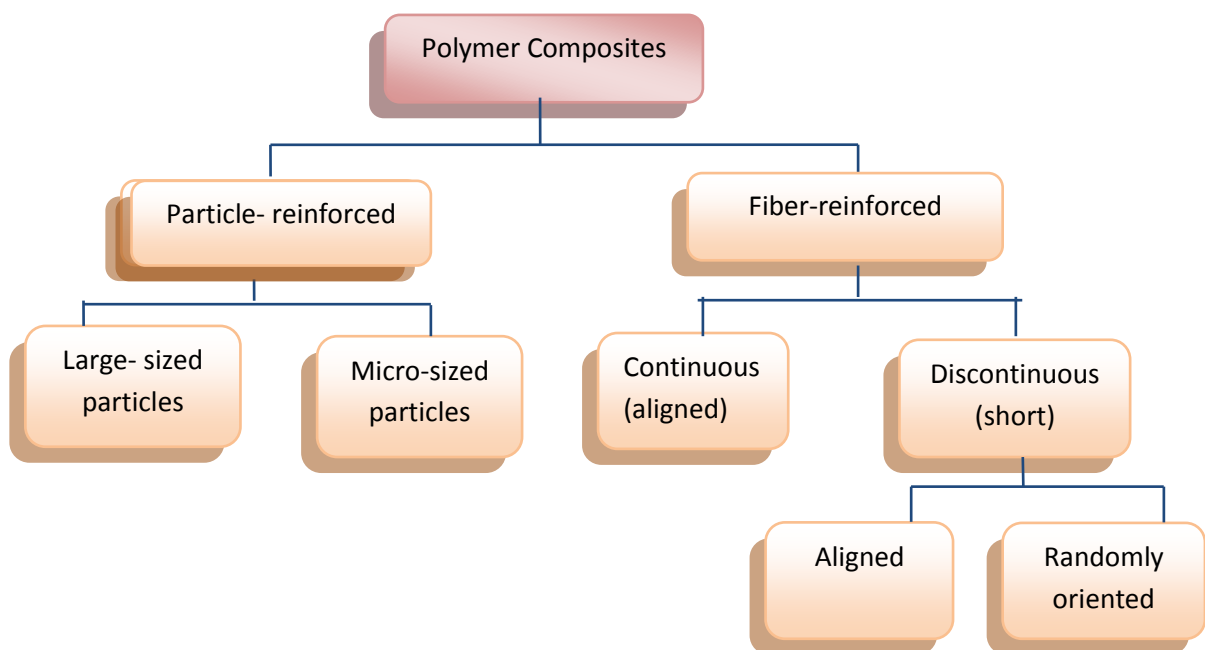 Polymer Composites
Particle- reinforced
Fiber-reinforced
Large- sized
particles
Micro-sized
particles
Continuous
(aligned)
Discontinuous
(short)
Aligned
Randomly
oriented